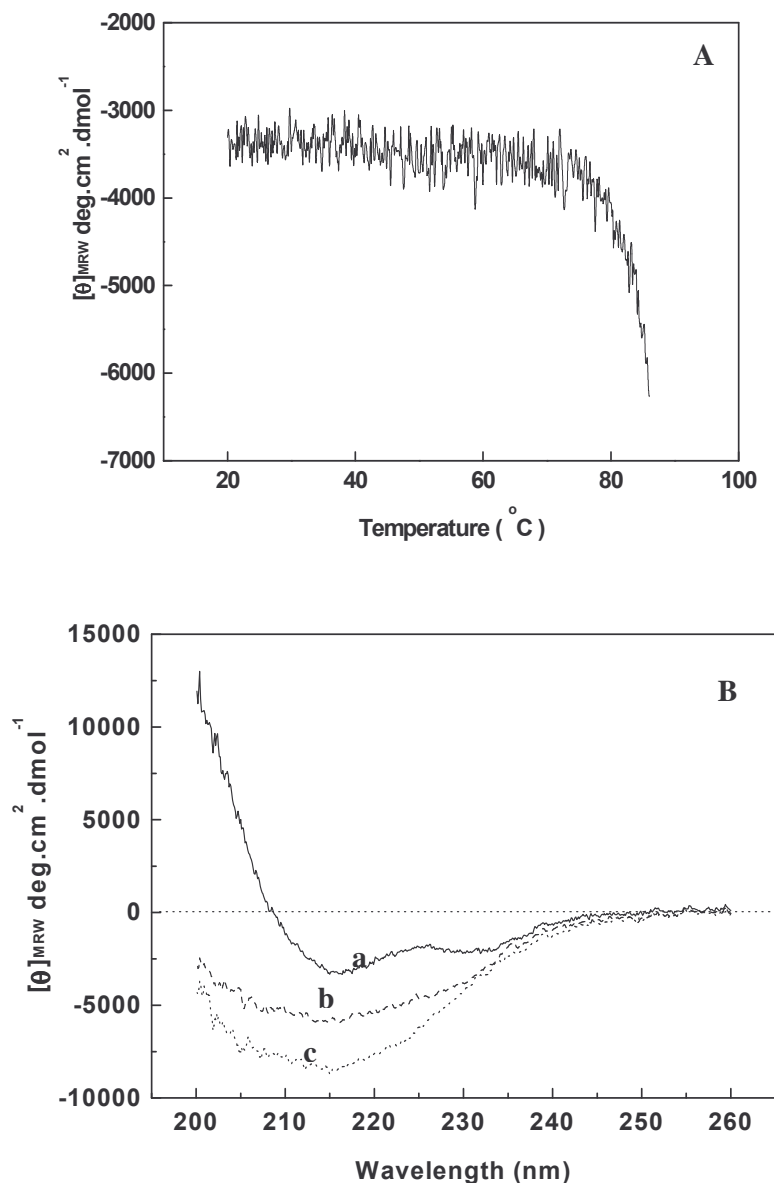 A
-2000
-3000
-4000
-5000
-6000
-7000
[θ]MRW deg.cm2.dmol-1
20 40 60 80 100
Temperature ( oC )
B
15000
10000
5000
0
-5000
-10000
[θ]MRW deg.cm2.dmol-1
a
b
c
200 210 220 230 240 250 260
Wavelength (nm)